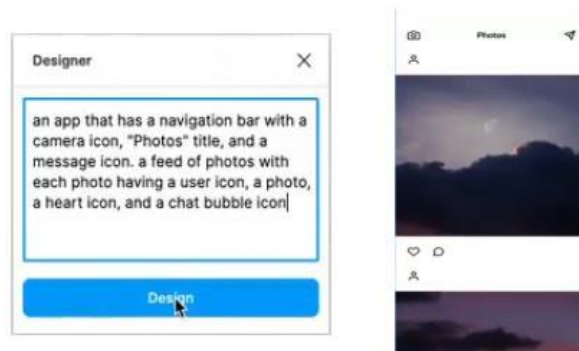 Designer
an app that has a navigation bar with a
camera icon, "Photos" title, and a
message icon. a feed of photos with
each photo having a user icon, a photo,
a heart icon, and a chat bubble icon
Design
Photos